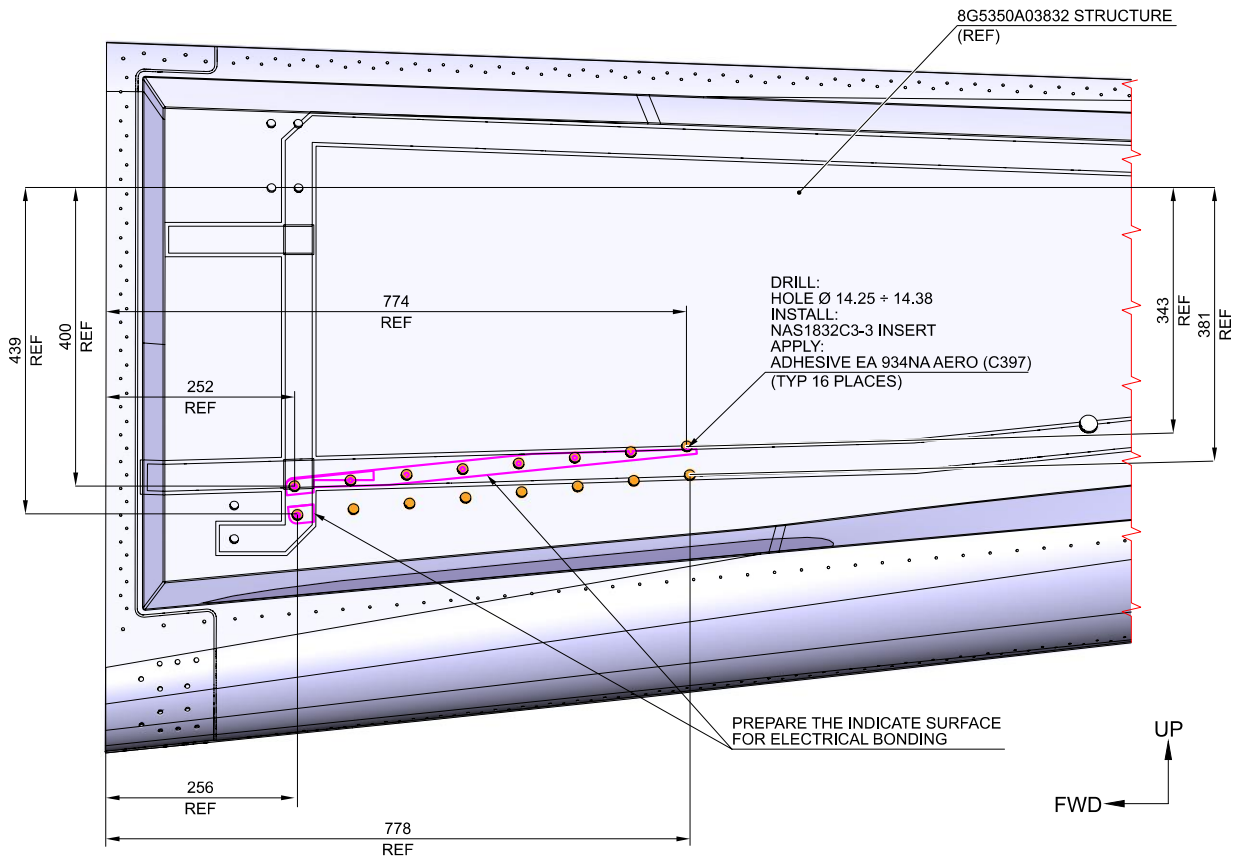 8G5350A03832 STRUCTURE
(REF)
439
REF
400
REF
774
REF
252
REF
DRILL:
HOLE Ø 14.25 ÷ 14.38
INSTALL:
NAS1832C3-3 INSERT
APPLY:
ADHESIVE EA 934NA AERO (C397)
(TYP 16 PLACES)
343
REF
381
REF
PREPARE THE INDICATE SURFACE
FOR ELECTRICAL BONDING
256
REF
778
REF
UP
FWD